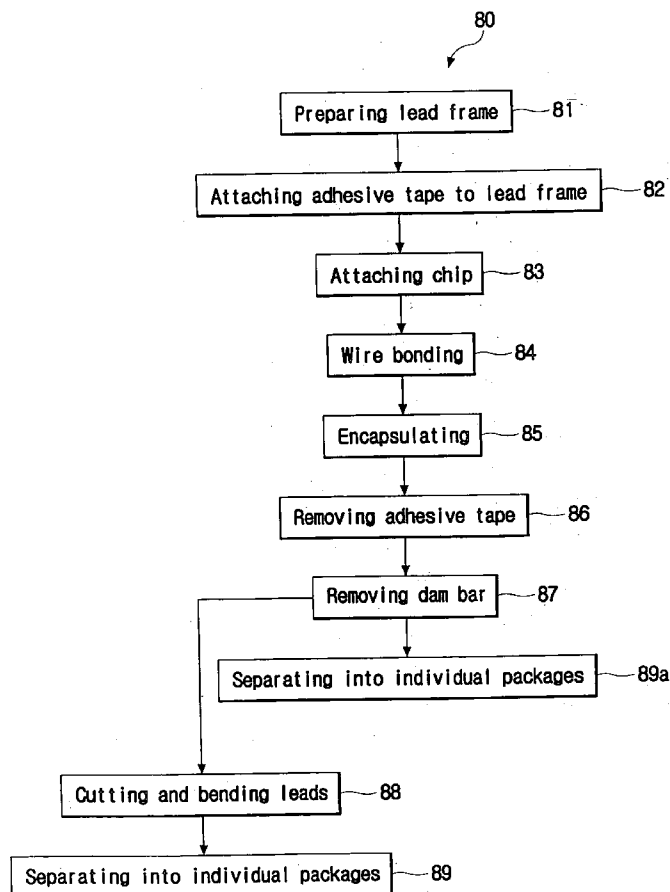 80
Preparing lead frame 81
Attaching adhesive tape to lead frame 82
Attaching chip 83
Wire bonding 84
Encapsulating 85
Removing adhesive tape 86
Removing dam bar 87
Separating into individual packages 89a
Cutting and bending leads 88
Separating into individual packages 89